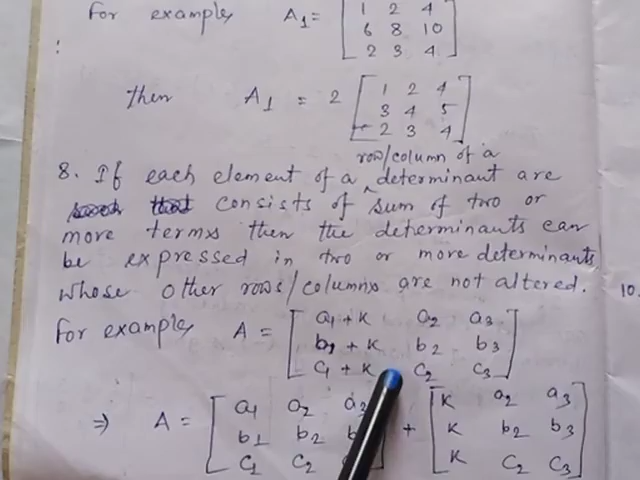 For example, A1 = [ 1 2 4
6 8 10
2 3 4 ]
then A1 = 2 [ 1 2 4
3 4 5
2 3 4 ]
row/column of a
8. If each element of a ^ determinant are
consists of sum of two or
more terms then the determinants can
be expressed in two or more determinants
whose other rows/columns are not altered.
10.
For example, A = [ a1 + k a2 a3
b1 + k b2 b3
c1 + k c2 c3 ]
⇒ A = [ a1 a2 a3
b1 b2 b
c1 c2 ] + [ k a2 a3
k b2 b3
k c2 c3 ]